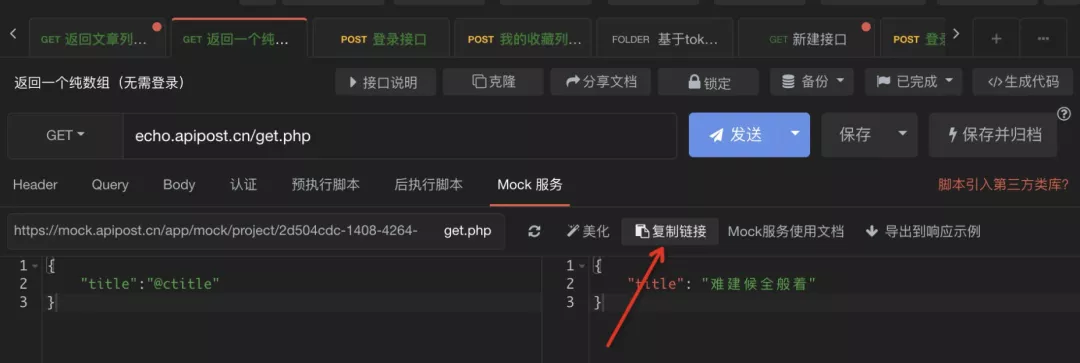 GET 返回文章列... GET 返回一个纯... POST 登录接口 POST 我的收藏列... FOLDER 基于tok... GET 新建接口 POST 登录
返回一个纯数组（无需登录） 接口说明 克隆 分享文档 锁定 备份 已完成 </>生成代码
GET echo.apipost.cn/get.php 发送 保存 保存并归档
Header Query Body 认证 预执行脚本 后执行脚本 Mock 服务 脚本引入第三方类库?
https://mock.apipost.cn/app/mock/project/2d504cdc-1408-4264- get.php 美化 复制链接 Mock服务使用文档 导出到响应示例
1 { 1 {
2 "title":"@ctitle" 2 "title": "难建候全般着"
3 } 3 }